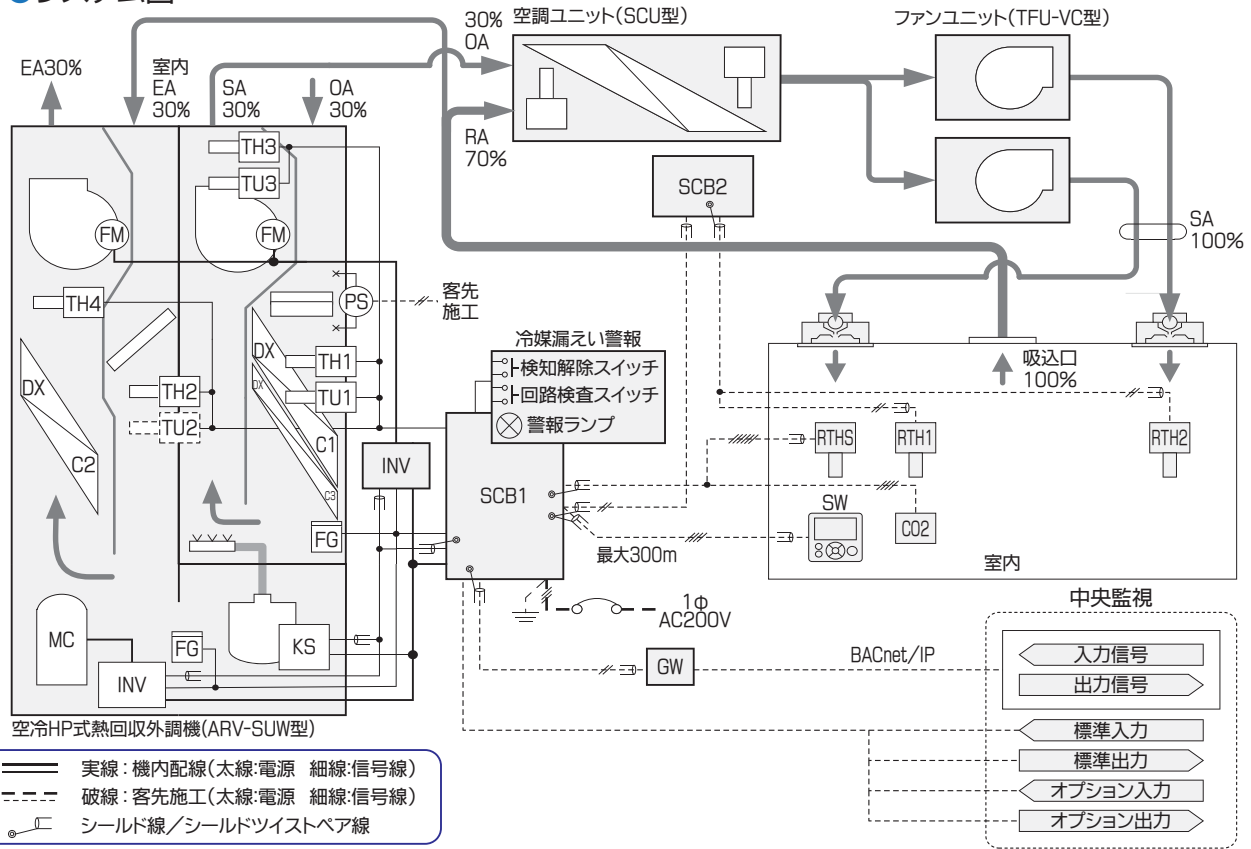 システム図
EA30%
室内
EA
30%
SA
30%
OA
30%
30%
OA
RA
70%
空調ユニット(SCU型)
ファンユニット(TFU-VC型)
SA
100%
TH3
TU3
FM
FM
TH4
PS
客先
施工
DX
TH1
DX
TU1
TH2
TU2
C1
C3
DX
C2
INV
FG
MC
FG
KS
INV
空冷HP式熱回収外調機(ARV-SUW型)
SCB2
冷媒漏えい警報
検知解除スイッチ
回路検査スイッチ
警報ランプ
SCB1
最大300m
1Φ
AC200V
GW
BACnet/IP
吸込口
100%
RTHS
RTH1
RTH2
SW
CO2
室内
中央監視
入力信号
出力信号
標準入力
標準出力
オプション入力
オプション出力
実線:機内配線(太線:電源 細線:信号線)
破線:客先施工(太線:電源 細線:信号線)
シールド線/シールドツイストペア線